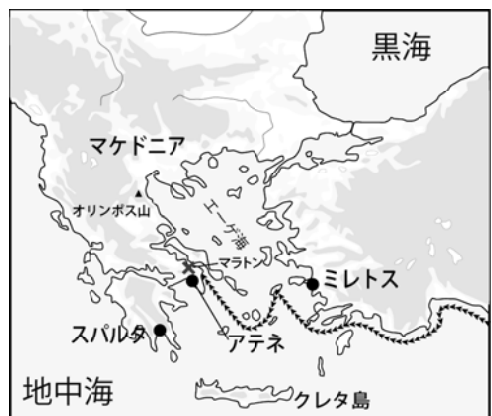 黒海
マケドニア
オリンポス山
エーゲ海
マラトン
ミレトス
スパルタ
アテネ
地中海
クレタ島